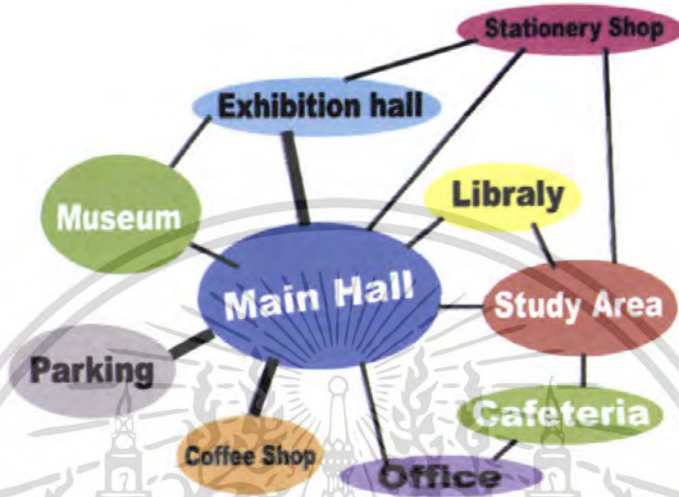 Stationery Shop
Exhibition hall
Libraly
Museum
Main Hall
Study Area
Parking
Cafeteria
Coffee Shop
Office